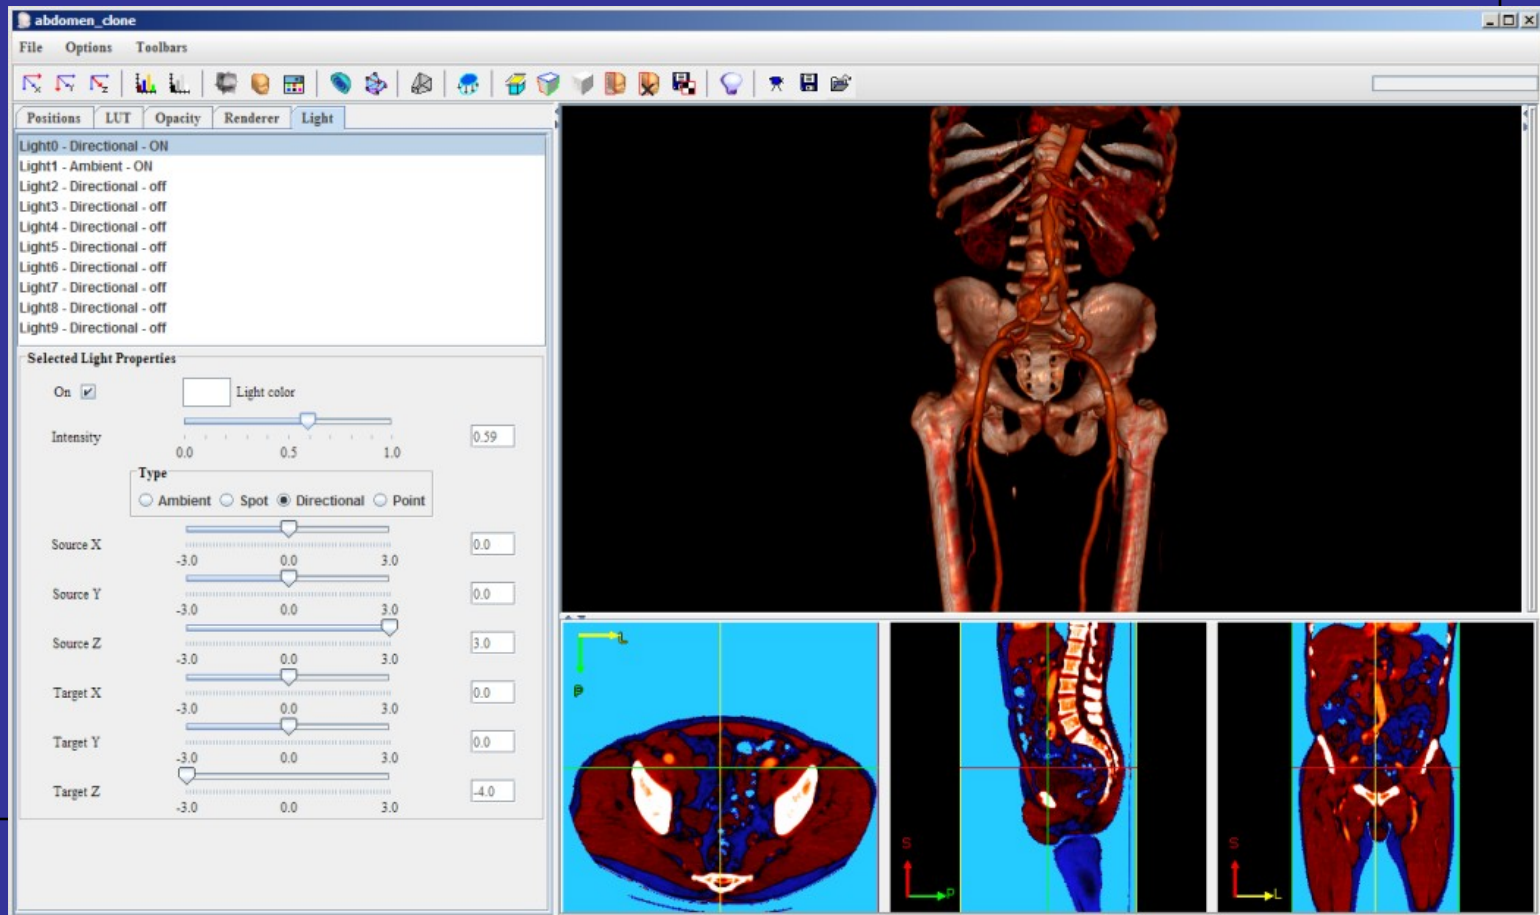 abdomen_clone
File Options Toolbars
X Y Z
Positions LUT Opacity Renderer Light
Light0 - Directional - ON
Light1 - Ambient - ON
Light2 - Directional - off
Light3 - Directional - off
Light4 - Directional - off
Light5 - Directional - off
Light6 - Directional - off
Light7 - Directional - off
Light8 - Directional - off
Light9 - Directional - off
Selected Light Properties
On Light color
Intensity 0.59
0.0 0.5 1.0
Type
Ambient Spot Directional Point
Source X 0.0
-3.0 0.0 3.0
Source Y 0.0
-3.0 0.0 3.0
Source Z 3.0
-3.0 0.0 3.0
Target X 0.0
-3.0 0.0 3.0
Target Y 0.0
-3.0 0.0 3.0
Target Z -4.0
-3.0 0.0 3.0
L
P
S
P
S
L